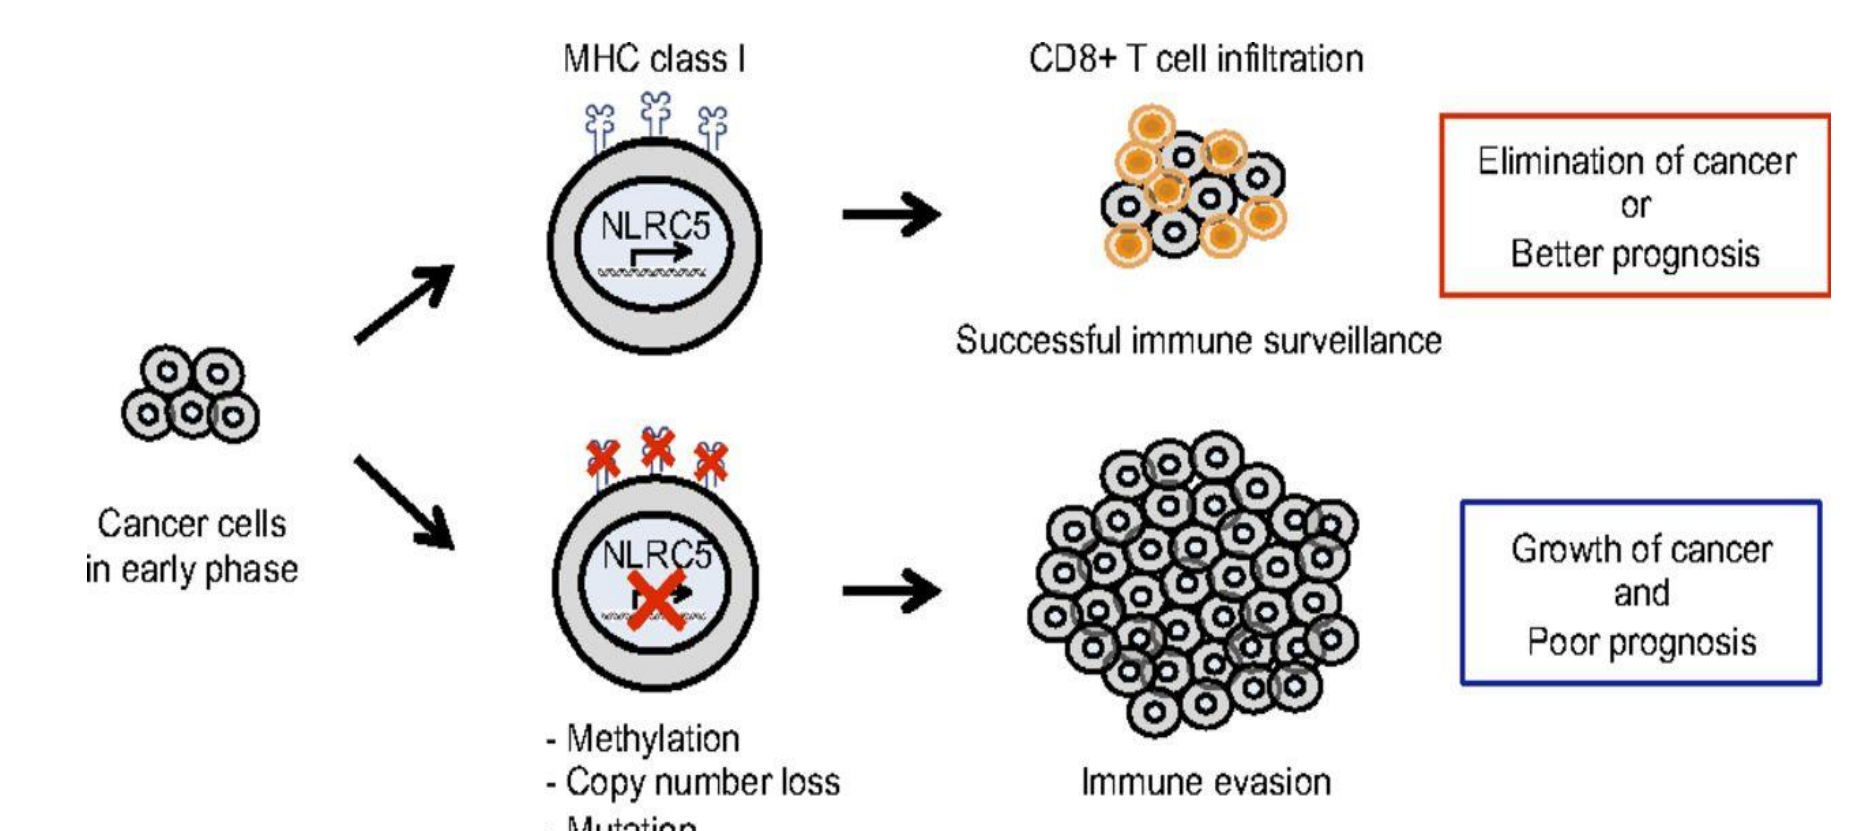 MHC class I
CD8+ T cell infiltration
NLRC5
Elimination of cancer
or
Better prognosis
Successful immune surveillance
Cancer cells
in early phase
NLRC5
Growth of cancer
and
Poor prognosis
- Methylation
- Copy number loss
- Mutation
Immune evasion